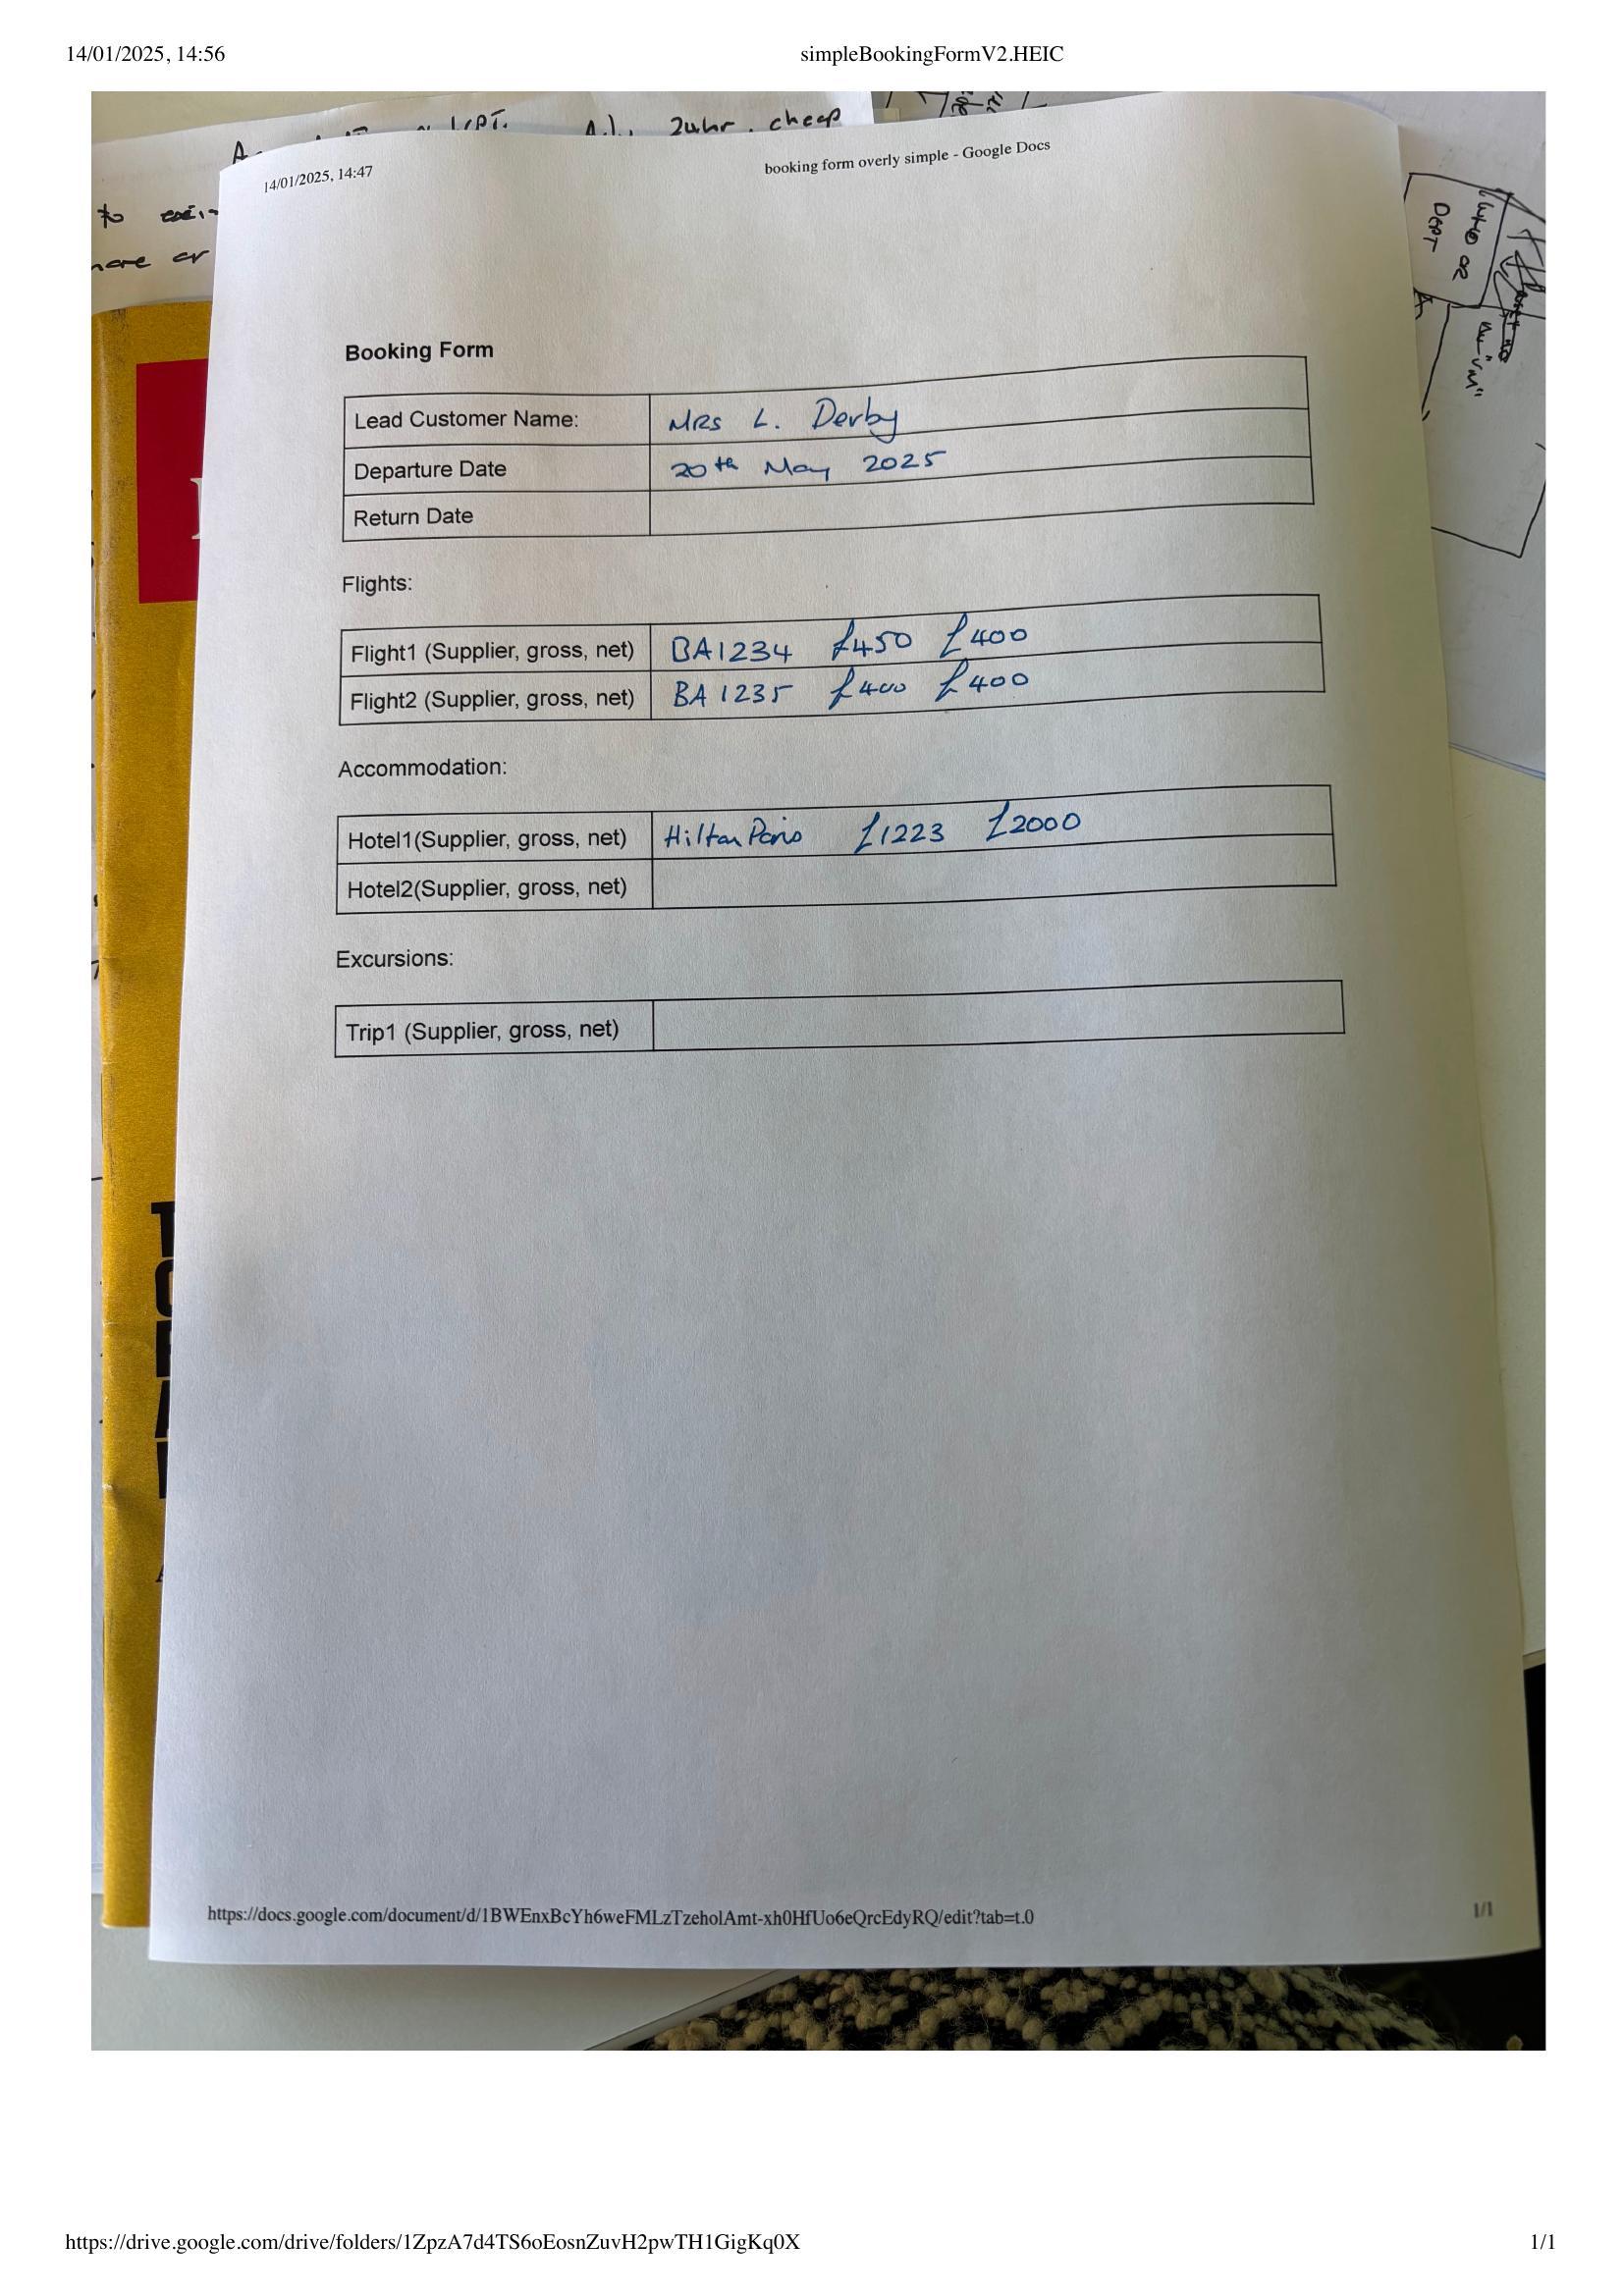 14/01/2025, 14:56 simpleBookingFormV2.HEIC
2uhr. cheap
14/01/2025, 14:47 booking form overly simple - Google Docs
to
WHO OR
DEPT
Booking Form
Lead Customer Name: MRS L. Derby
Departure Date 20th May 2025
Return Date
Flights:
Flight1 (Supplier, gross, net) BA1234 £450 £400
Flight2 (Supplier, gross, net) BA 1235 £400 £400
Accommodation:
Hotel1(Supplier, gross, net) Hilton Paris £1223 £2000
Hotel2(Supplier, gross, net)
Excursions:
Trip1 (Supplier, gross, net)
https://docs.google.com/document/d/1BWEnxBcYh6weFMLzTzeholAmt-xh0HfUo6eQrcEdyRQ/edit?tab=t.0 1/1
https://drive.google.com/drive/folders/1ZpzA7d4TS6oEosnZuvH2pwTH1GigKq0X 1/1